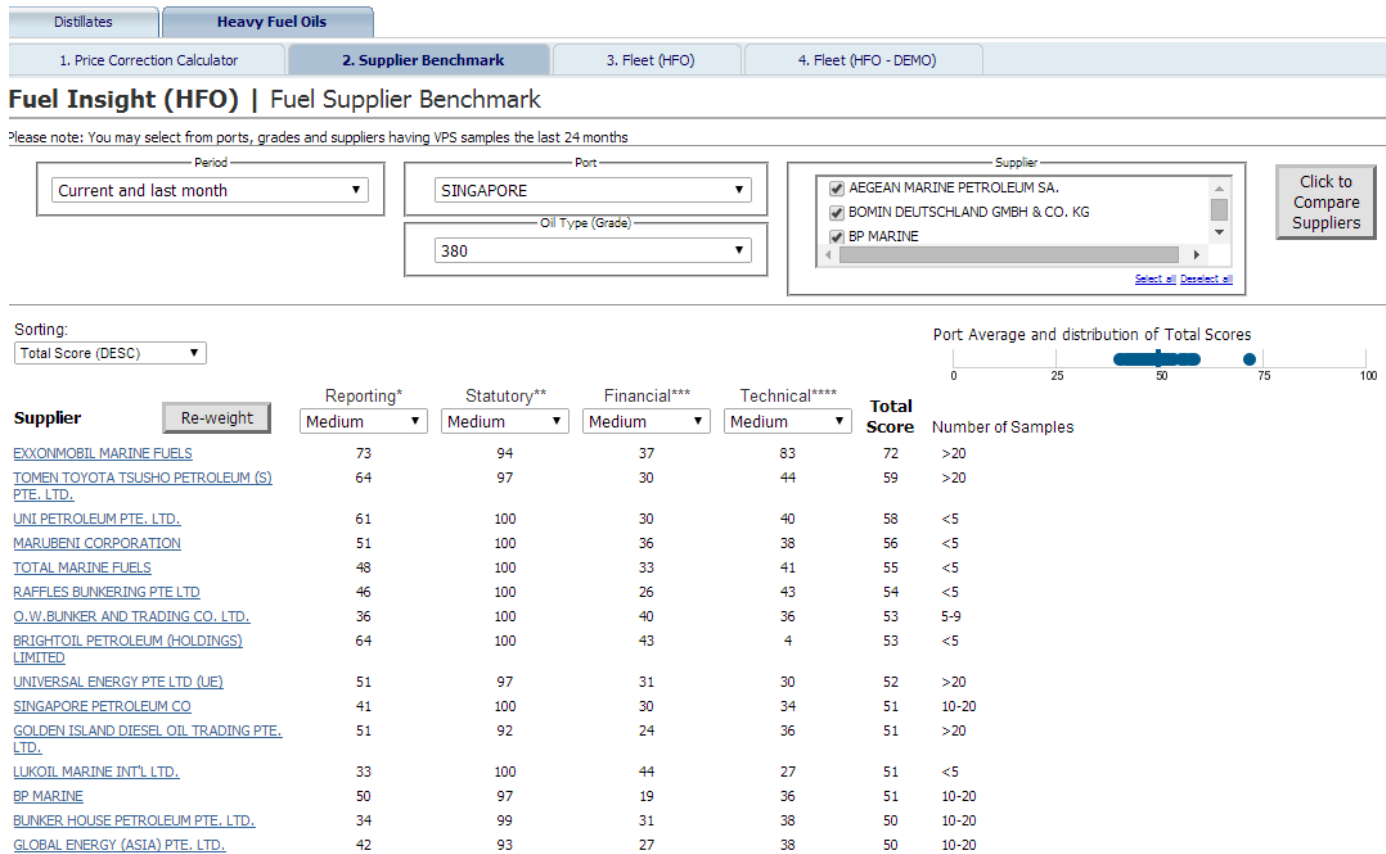 Distillates Heavy Fuel Oils
1. Price Correction Calculator 2. Supplier Benchmark 3. Fleet (HFO) 4. Fleet (HFO - DEMO)
Fuel Insight (HFO) | Fuel Supplier Benchmark
Please note: You may select from ports, grades and suppliers having VPS samples the last 24 months
Period Port Supplier
Current and last month SINGAPORE AEGEAN MARINE PETROLEUM SA.
BOMIN DEUTSCHLAND GMBH & CO. KG
Oil Type (Grade) BP MARINE
380
Select all Deselect all
Click to
Compare
Suppliers
Sorting:
Total Score (DESC)
Port Average and distribution of Total Scores
0 25 50 75 100
Reporting* Statutory** Financial*** Technical****
Supplier Re-weight Medium Medium Medium Medium Total
Score Number of Samples
EXXONMOBIL MARINE FUELS 73 94 37 83 72 >20
TOMEN TOYOTA TSUSHO PETROLEUM (S) 64 97 30 44 59 >20
PTE. LTD.
UNI PETROLEUM PTE. LTD. 61 100 30 40 58 <5
MARUBENI CORPORATION 51 100 36 38 56 <5
TOTAL MARINE FUELS 48 100 33 41 55 <5
RAFFLES BUNKERING PTE LTD 46 100 26 43 54 <5
O.W.BUNKER AND TRADING CO. LTD. 36 100 40 36 53 5-9
BRIGHTOIL PETROLEUM (HOLDINGS) 64 100 43 4 53 <5
LIMITED
UNIVERSAL ENERGY PTE LTD (UE) 51 97 31 30 52 >20
SINGAPORE PETROLEUM CO 41 100 30 34 51 10-20
GOLDEN ISLAND DIESEL OIL TRADING PTE. 51 92 24 36 51 >20
LTD.
LUKOIL MARINE INT'L LTD. 33 100 44 27 51 <5
BP MARINE 50 97 19 36 51 10-20
BUNKER HOUSE PETROLEUM PTE. LTD. 34 99 31 38 50 10-20
GLOBAL ENERGY (ASIA) PTE. LTD. 42 93 27 38 50 10-20